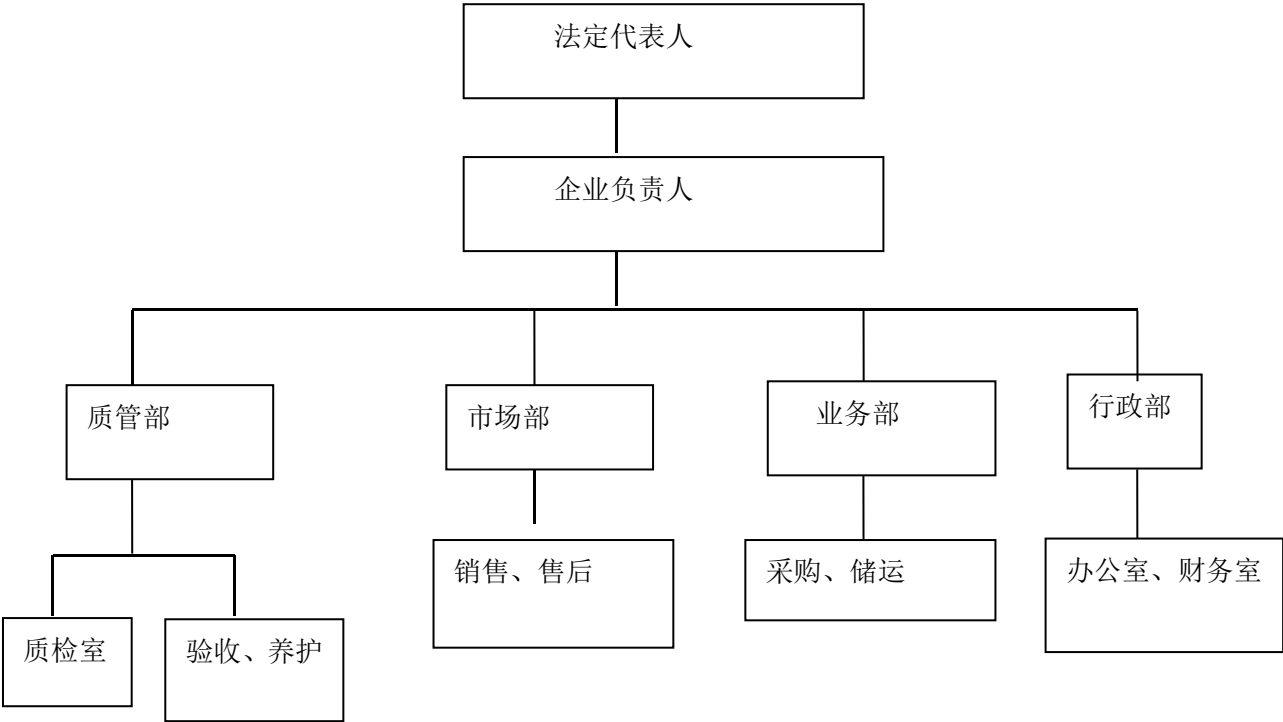 法定代表人
企业负责人
质管部
市场部
业务部
行政部
销售、售后
采购、储运
办公室、财务室
质检室
验收、养护